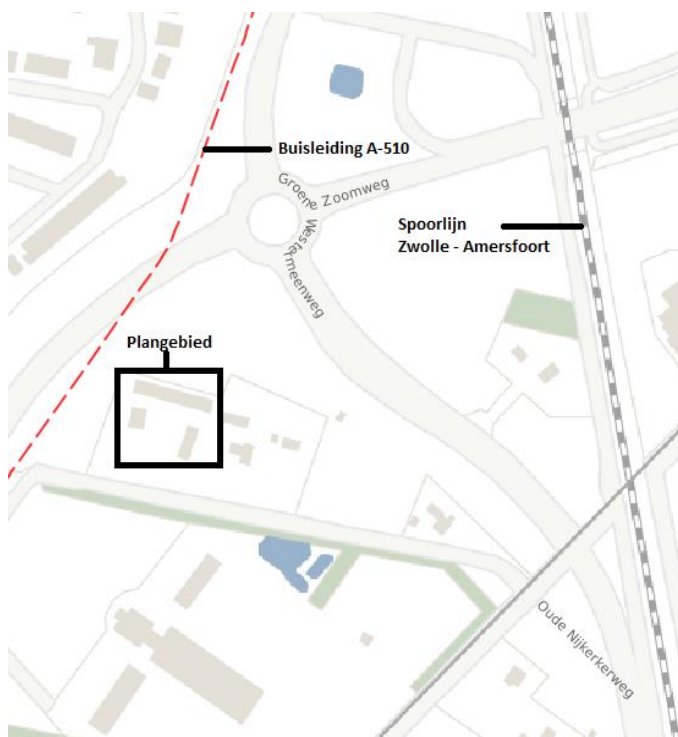 Buisleiding A-510
Groene Zoomweg
Westermeenweg
Spoorlijn
Zwolle - Amersfoort
Plangebied
Oude Nijkerkerweg